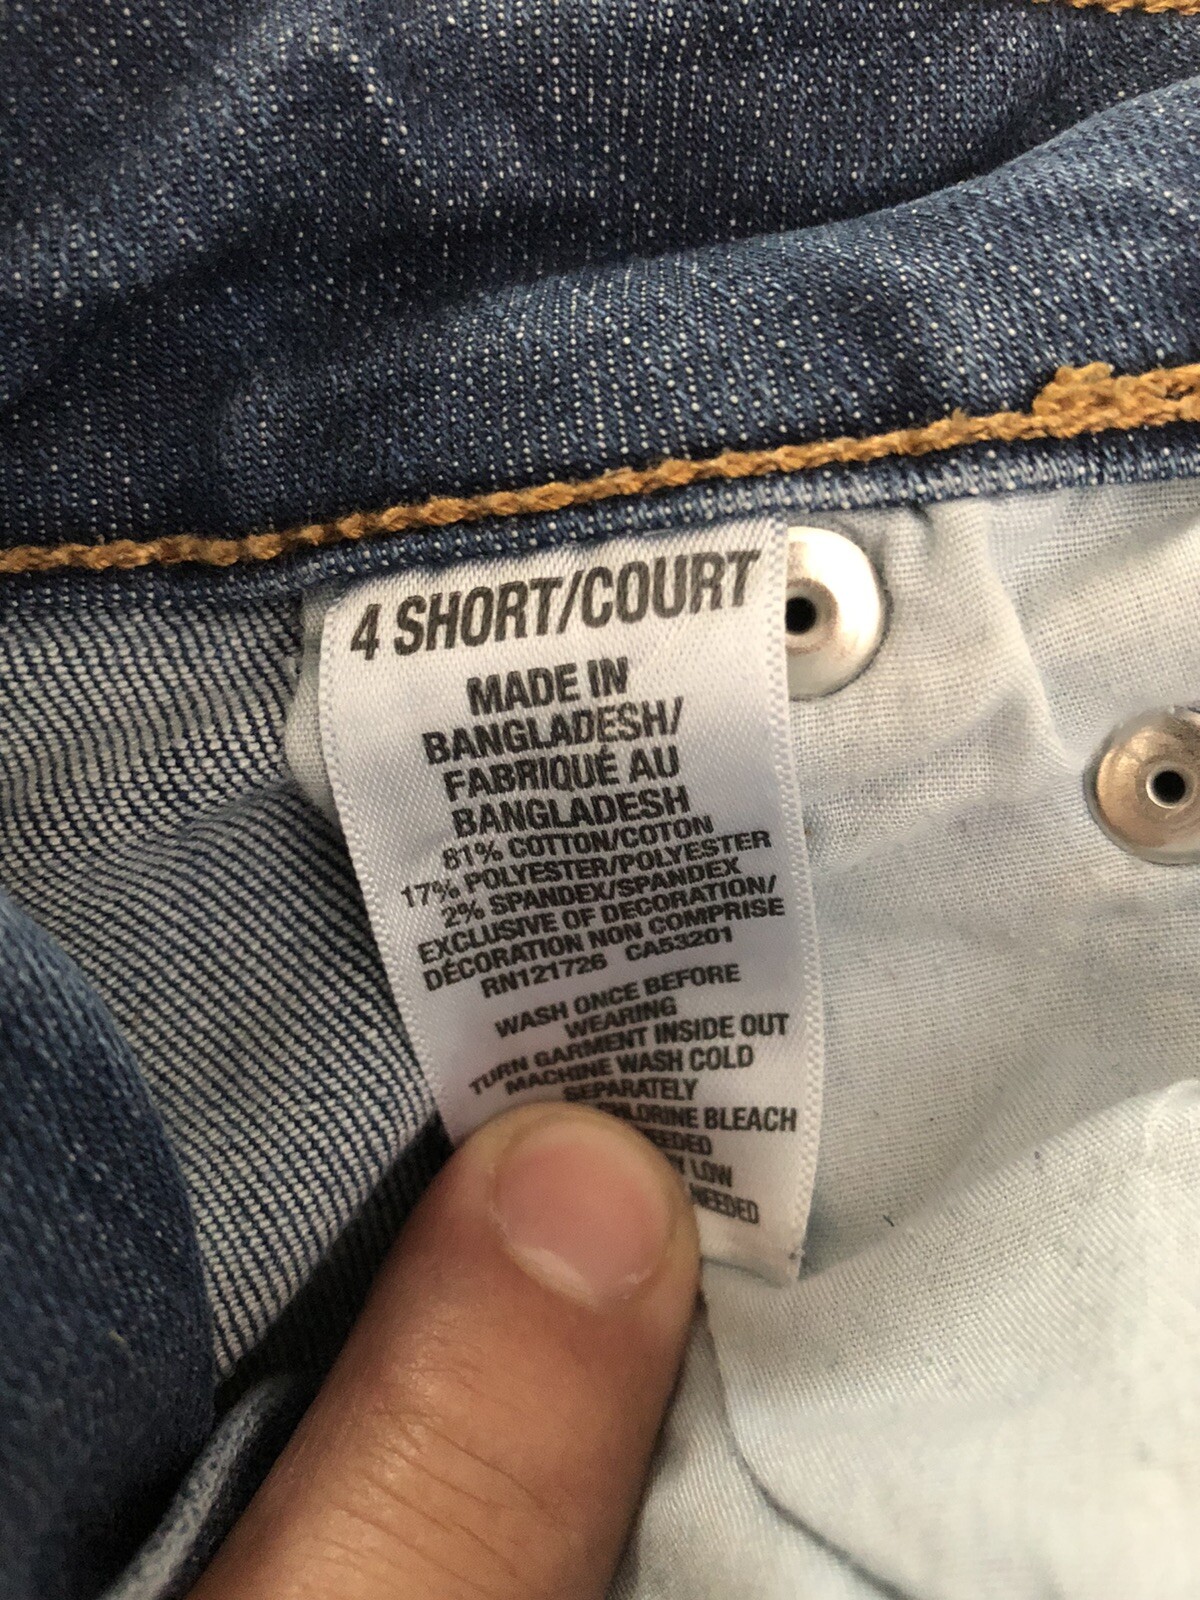 4 SHORT/COURT
MADE IN
BANGLADESH/
FABRIQUÉ AU
BANGLADESH
81% COTTON/COTON
17% POLYESTER/POLYESTER
2% SPANDEX/SPANDEX
EXCLUSIVE OF DECORATION/
DÉCORATION NON COMPRISE
RN121726 CA53201
WASH ONCE BEFORE
WEARING
TURN GARMENT INSIDE OUT
MACHINE WASH COLD
SEPARATELY
CHLORINE BLEACH
LOW
NEEDED